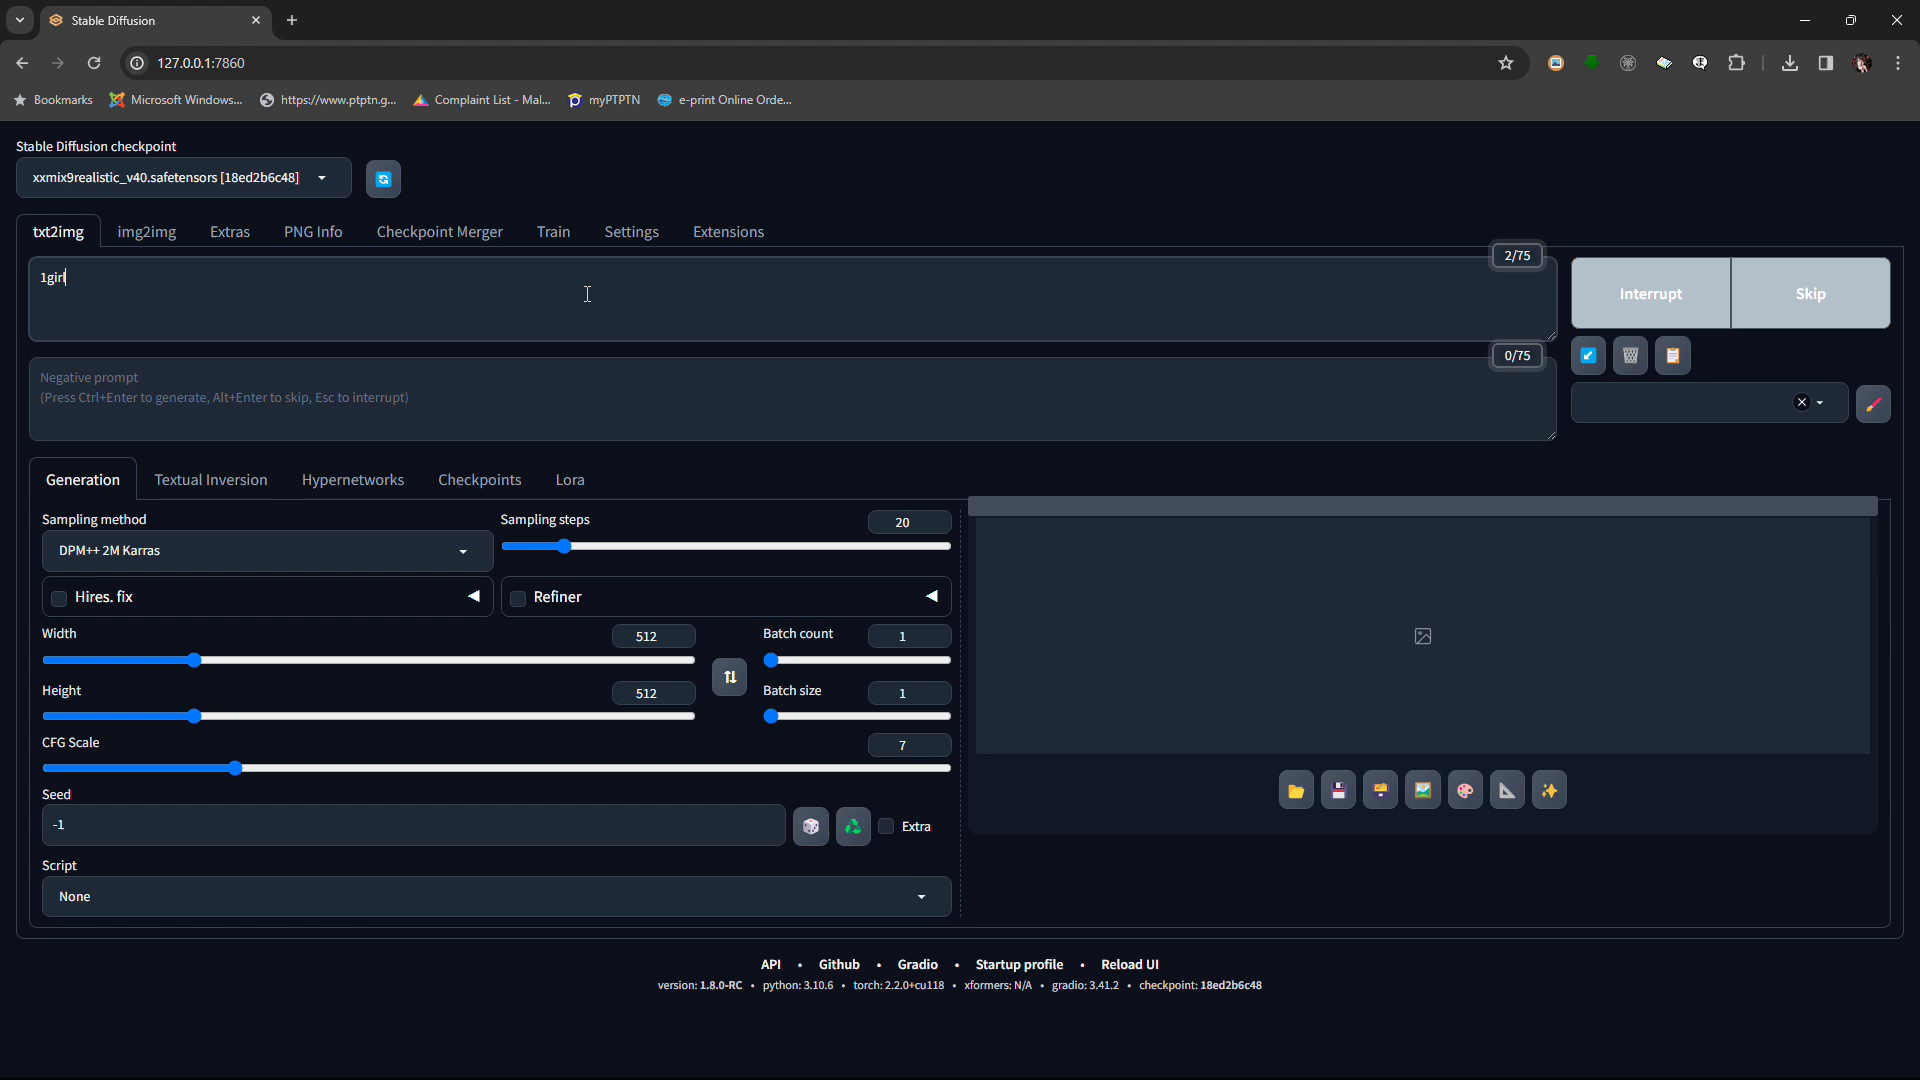 Stable Diffusion
127.0.0.1:7860
Bookmarks Microsoft Windows... https://www.ptptn.g... Complaint List - Mal... myPTPTN e-print Online Orde...
Stable Diffusion checkpoint
xxmix9realistic_v40.safetensors [18ed2b6c48]
txt2img img2img Extras PNG Info Checkpoint Merger Train Settings Extensions
2/75
1girl
Interrupt Skip
0/75
Negative prompt
(Press Ctrl+Enter to generate, Alt+Enter to skip, Esc to interrupt)
Generation Textual Inversion Hypernetworks Checkpoints Lora
Sampling method Sampling steps 20
DPM++ 2M Karras
Hires. fix Refiner
Width 512 Batch count 1
Height 512 Batch size 1
CFG Scale 7
Seed
-1 Extra
Script
None
API • Github • Gradio • Startup profile • Reload UI
version: 1.8.0-RC • python: 3.10.6 • torch: 2.2.0+cu118 • xformers: N/A • gradio: 3.41.2 • checkpoint: 18ed2b6c48